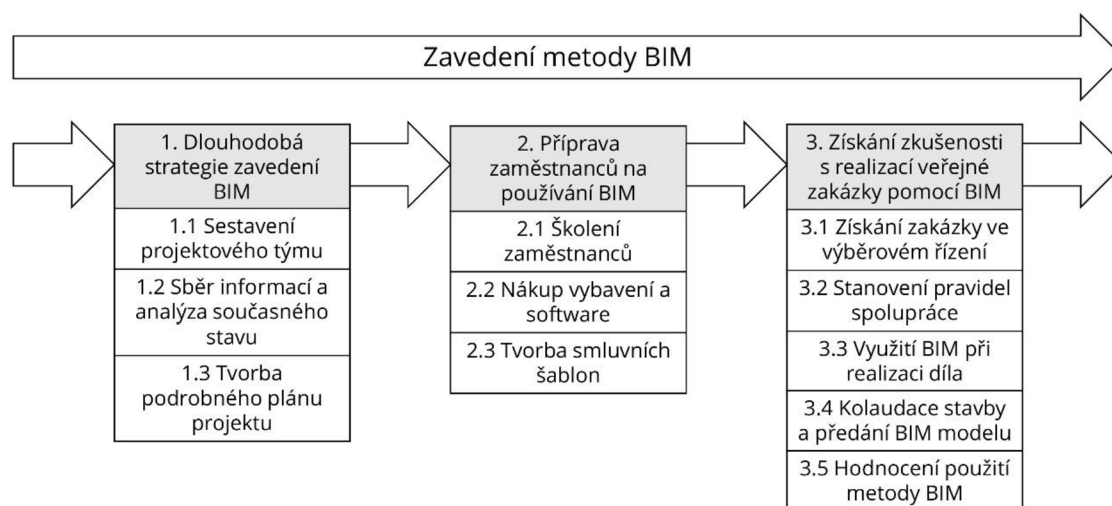 Zavedení metody BIM
1. Dlouhodobá
strategie zavedení
BIM
1.1 Sestavení
projektového týmu
1.2 Sběr informací a
analýza současného
stavu
1.3 Tvorba
podrobného plánu
projektu
2. Příprava
zaměstnanců na
používání BIM
2.1 Školení
zaměstnanců
2.2 Nákup vybavení a
software
2.3 Tvorba smluvních
šablon
3. Získání zkušenosti
s realizací veřejné
zakázky pomocí BIM
3.1 Získání zakázky ve
výběrovém řízení
3.2 Stanovení pravidel
spolupráce
3.3 Využití BIM při
realizaci díla
3.4 Kolaudace stavby
a předání BIM modelu
3.5 Hodnocení použití
metody BIM